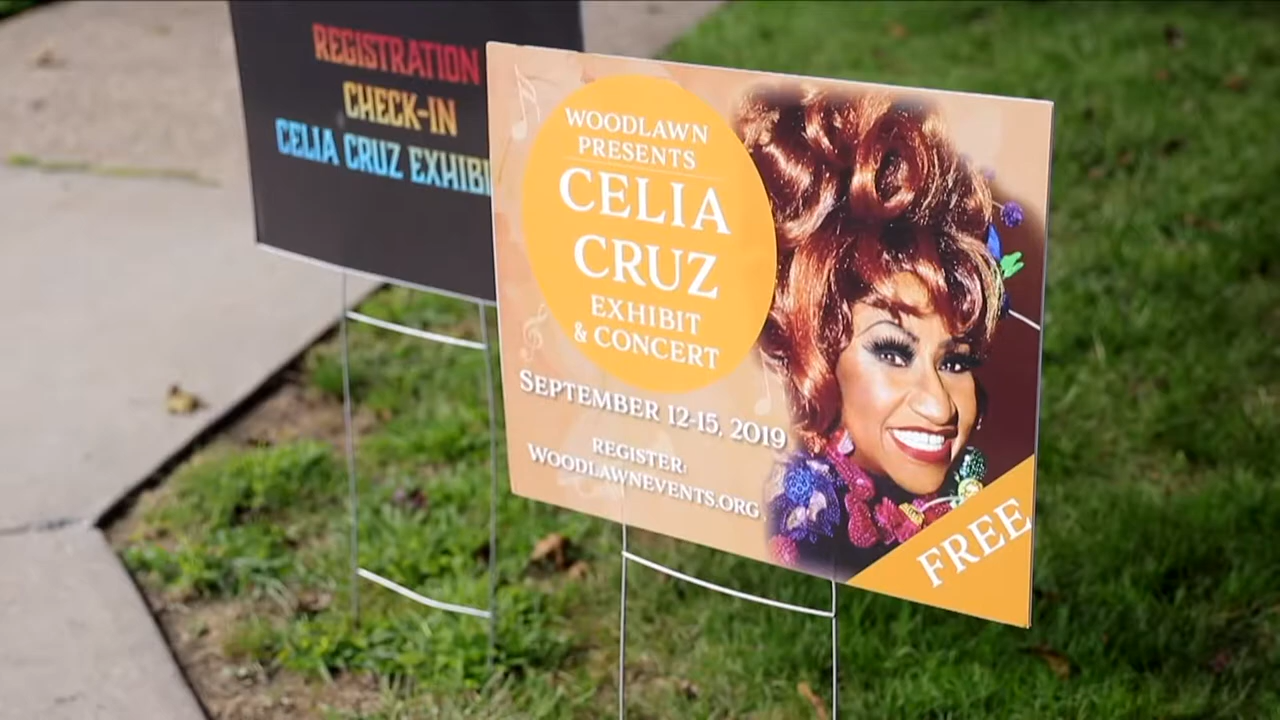 REGISTRATION
CHECK-IN
CELIA CRUZ
WOODLAWN
PRESENTS
CELIA
CRUZ
EXHIBIT
& CONCERT
SEPTEMBER 12-15, 2019
REGISTER:
WOODLAWNEVENTS.ORG
FREE